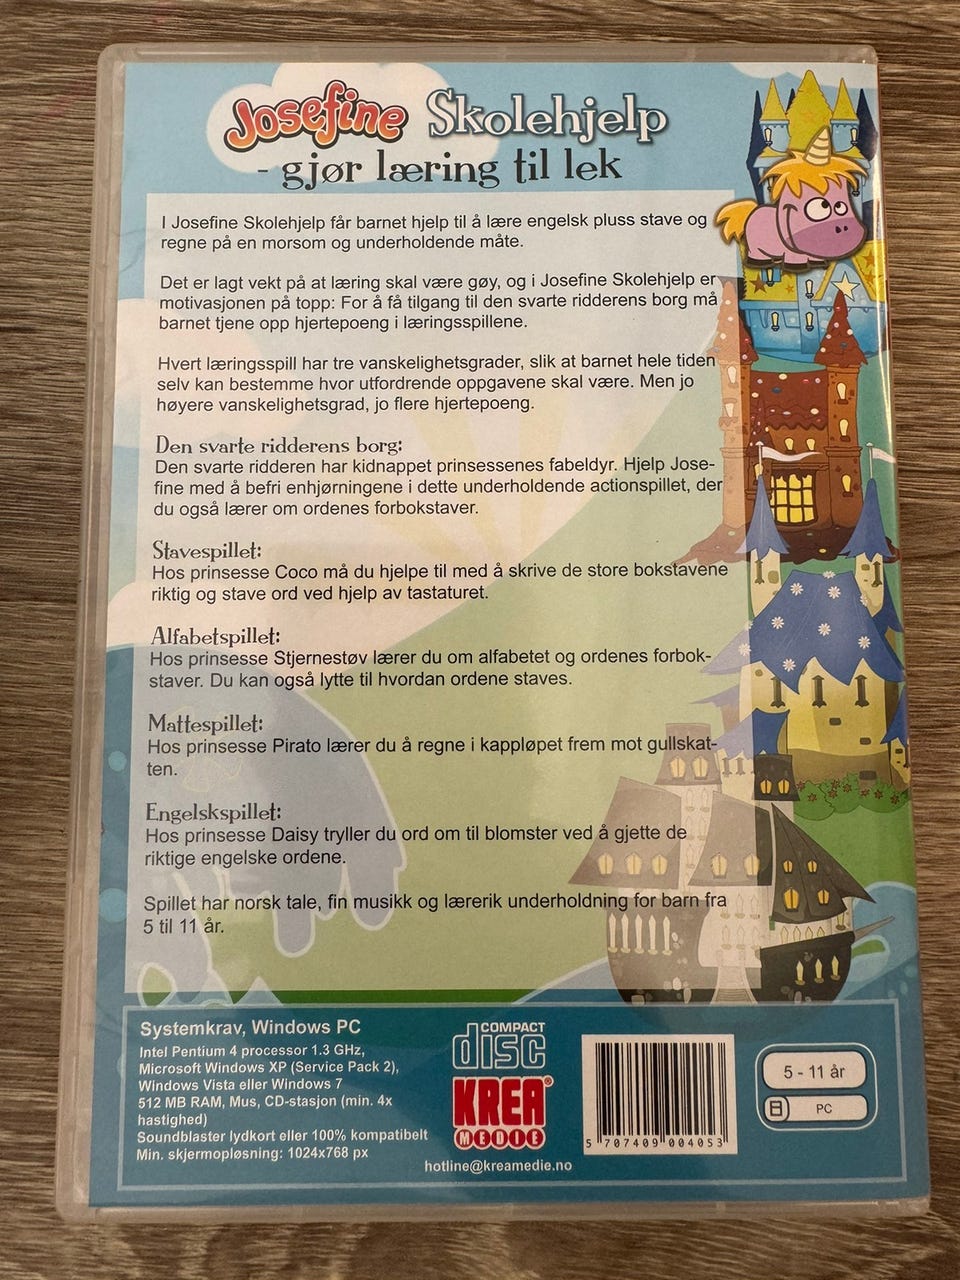 Josefine Skolehjelp
- gjør læring til lek
I Josefine Skolehjelp får barnet hjelp til å lære engelsk pluss stave og
regne på en morsom og underholdende måte.
Det er lagt vekt på at læring skal være gøy, og i Josefine Skolehjelp er
motivasjonen på topp: For å få tilgang til den svarte ridderens borg må
barnet tjene opp hjertepoeng i læringsspillene.
Hvert læringsspill har tre vanskelighetsgrader, slik at barnet hele tiden
selv kan bestemme hvor utfordrende oppgavene skal være. Men jo
høyere vanskelighetsgrad, jo flere hjertepoeng.
Den svarte ridderens borg:
Den svarte ridderen har kidnappet prinsessenes fabeldyr. Hjelp Jose-
fine med å befri enhjørningene i dette underholdende actionspillet, der
du også lærer om ordenes forbokstaver.
Stavespillet:
Hos prinsesse Coco må du hjelpe til med å skrive de store bokstavene
riktig og stave ord ved hjelp av tastaturet.
Alfabetspillet:
Hos prinsesse Stjernestøv lærer du om alfabetet og ordenes forbok-
staver. Du kan også lytte til hvordan ordene staves.
Mattespillet:
Hos prinsesse Pirato lærer du å regne i kappløpet frem mot gullskat-
ten.
Engelskspillet:
Hos prinsesse Daisy tryller du ord om til blomster ved å gjette de
riktige engelske ordene.
Spillet har norsk tale, fin musikk og lærerik underholdning for barn fra
5 til 11 år.
Systemkrav, Windows PC
Intel Pentium 4 processor 1.3 GHz,
Microsoft Windows XP (Service Pack 2),
Windows Vista eller Windows 7
512 MB RAM, Mus, CD-stasjon (min. 4x
hastighed)
Soundblaster lydkort eller 100% kompatibelt
Min. skjermopløsning: 1024x768 px
COMPACT
disc
KREA®
MEDIE
hotline@kreamedie.no
5 707409 004053
5 - 11 år
PC